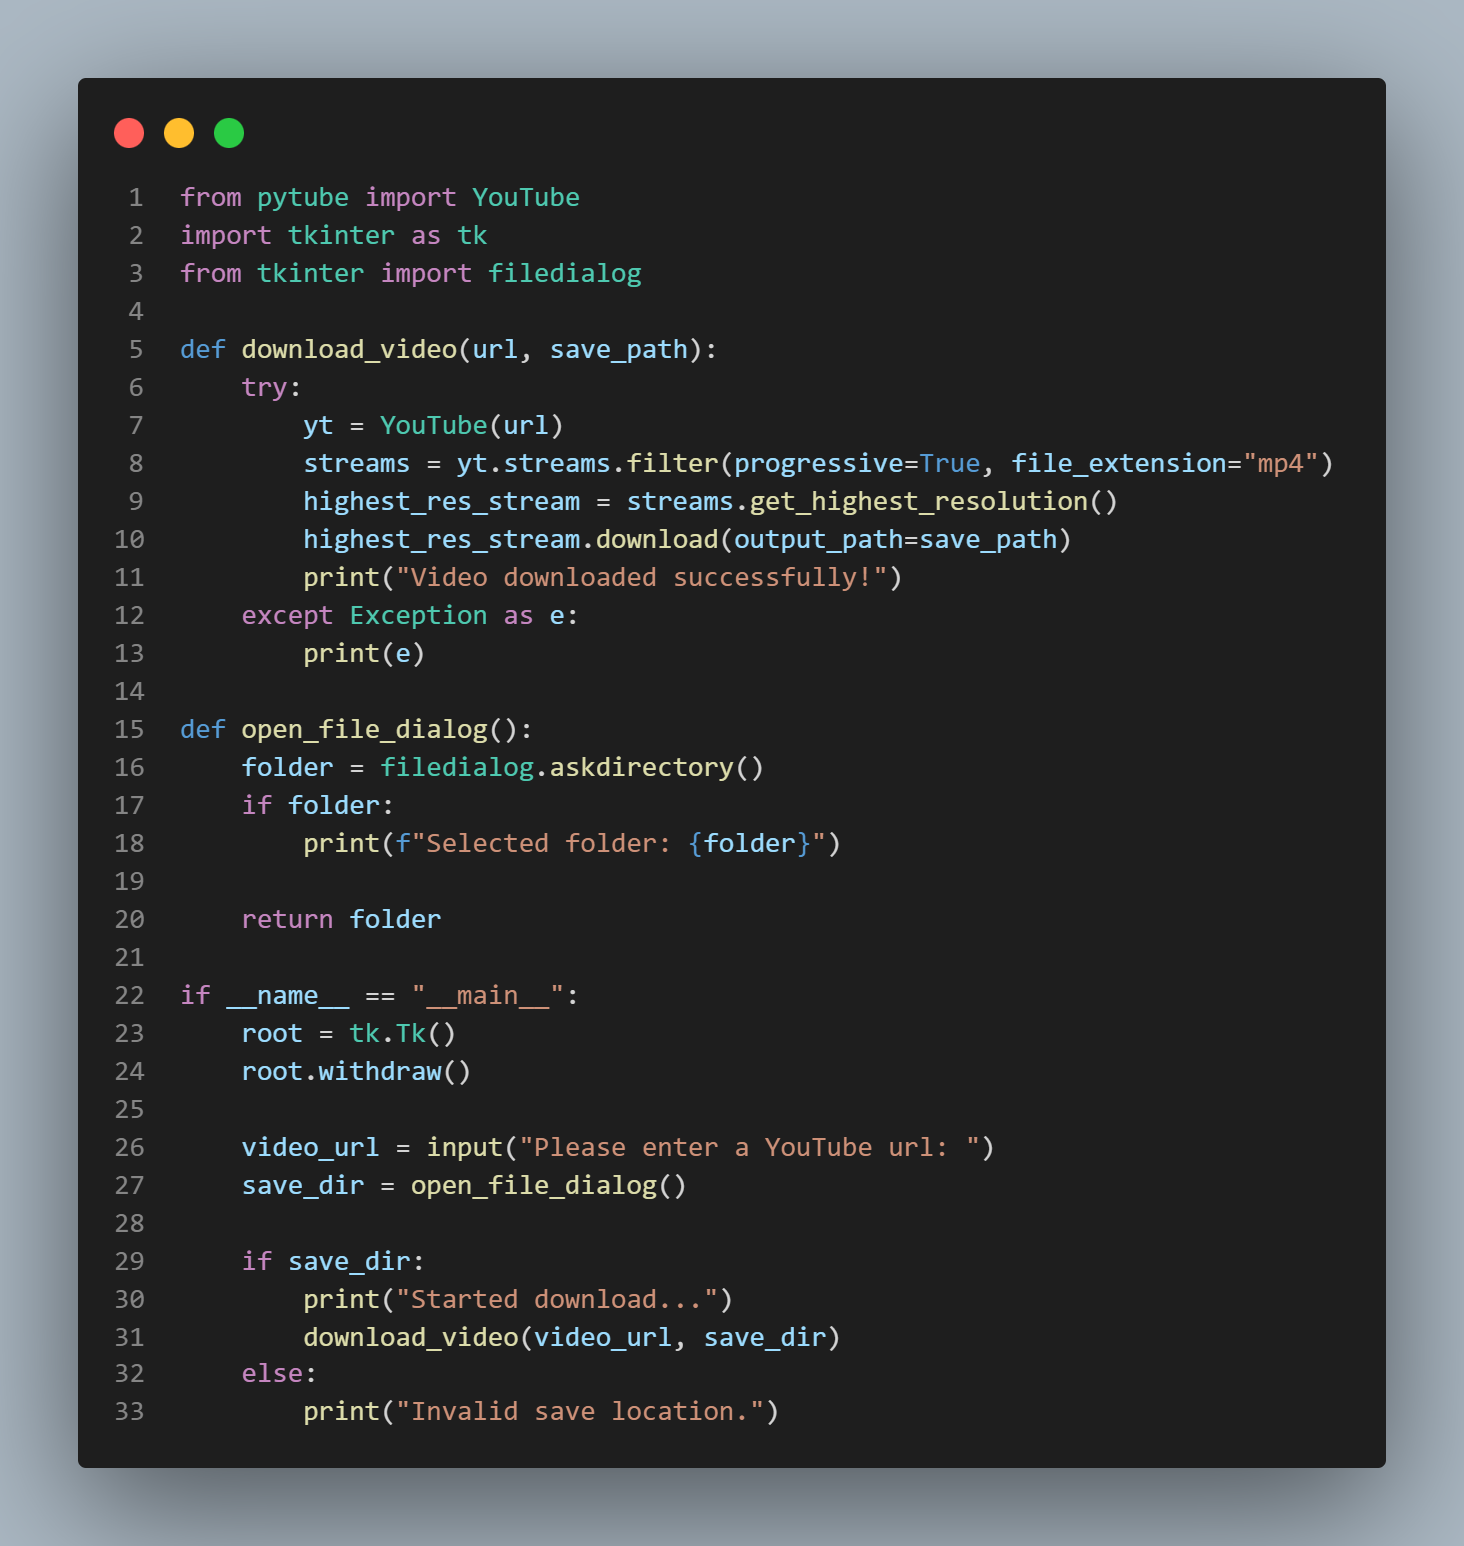 1 from pytube import YouTube
2 import tkinter as tk
3 from tkinter import filedialog
4
5 def download_video(url, save_path):
6     try:
7         yt = YouTube(url)
8         streams = yt.streams.filter(progressive=True, file_extension="mp4")
9         highest_res_stream = streams.get_highest_resolution()
10         highest_res_stream.download(output_path=save_path)
11         print("Video downloaded successfully!")
12     except Exception as e:
13         print(e)
14
15 def open_file_dialog():
16     folder = filedialog.askdirectory()
17     if folder:
18         print(f"Selected folder: {folder}")
19
20     return folder
21
22 if __name__ == "__main__":
23     root = tk.Tk()
24     root.withdraw()
25
26     video_url = input("Please enter a YouTube url: ")
27     save_dir = open_file_dialog()
28
29     if save_dir:
30         print("Started download...")
31         download_video(video_url, save_dir)
32     else:
33         print("Invalid save location.")